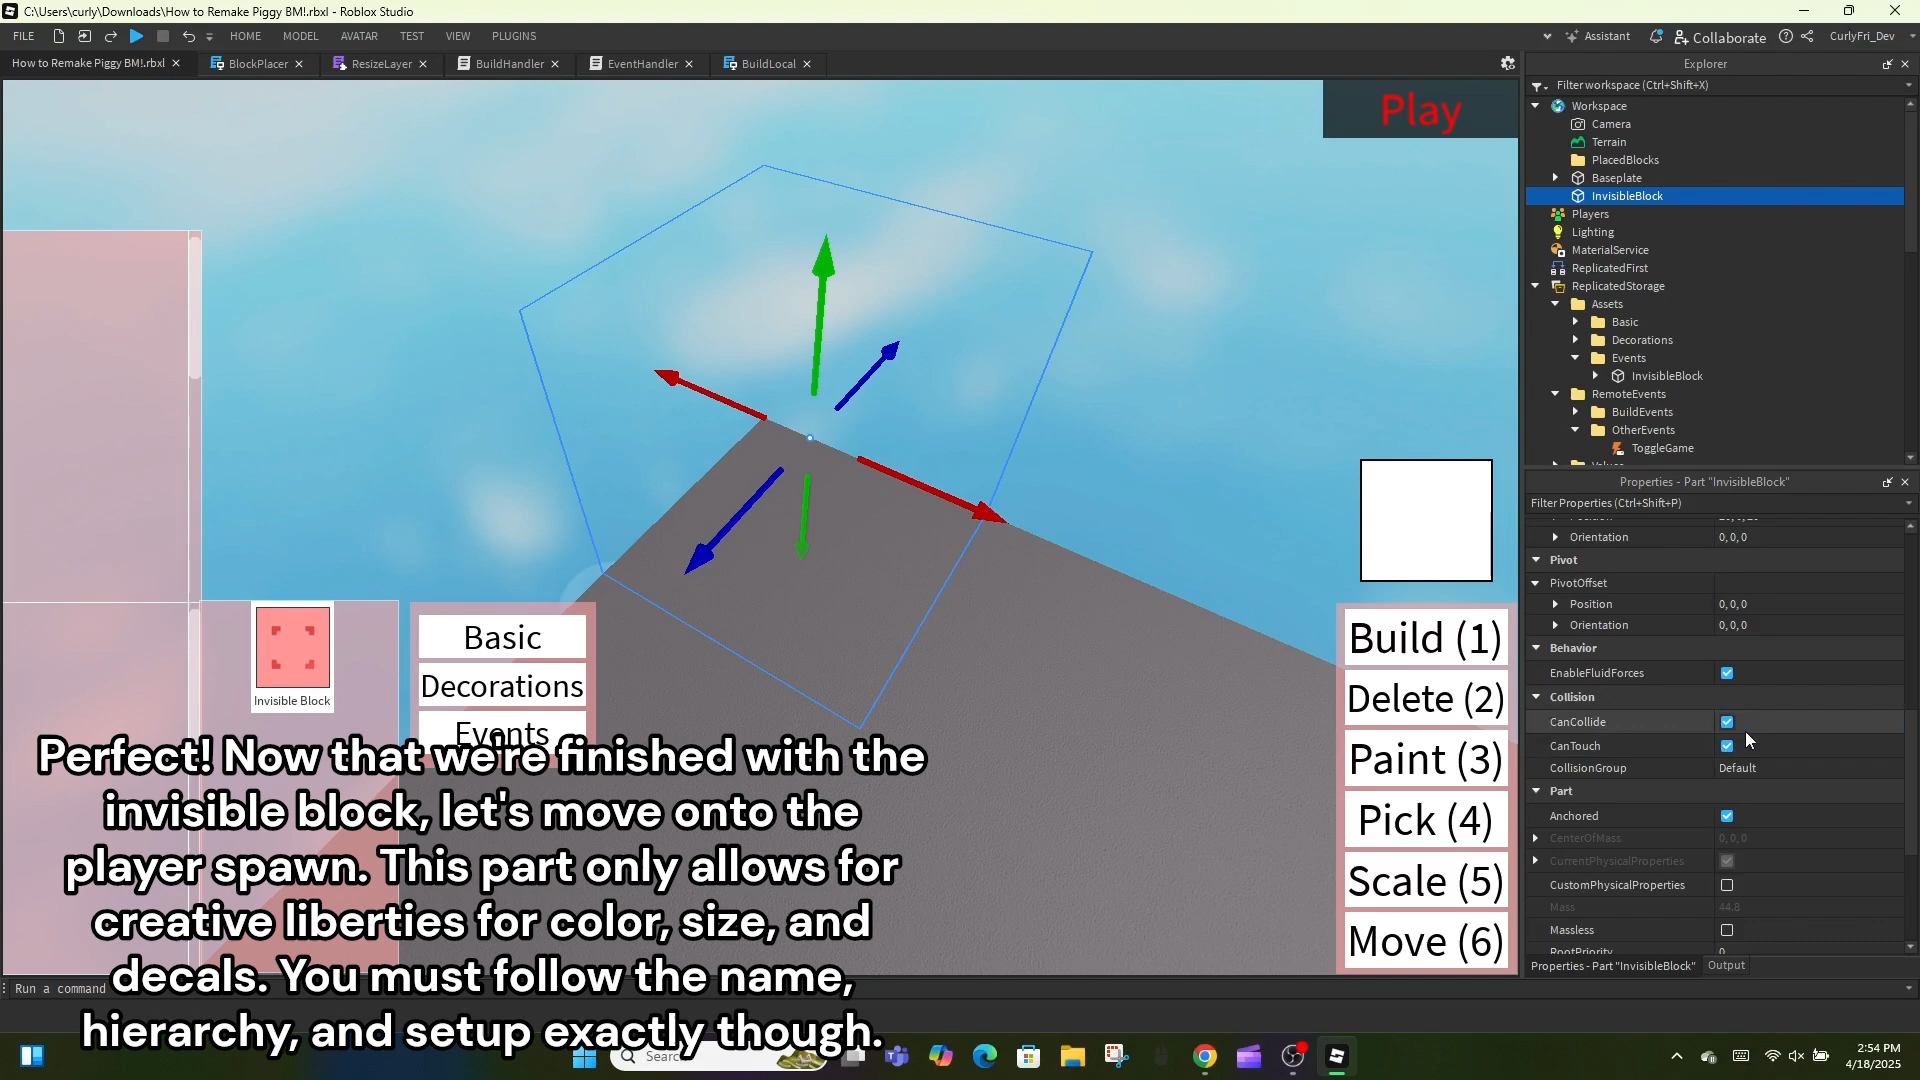 C:\Users\curly\Downloads\How to Remake Piggy BM!.rbxl - Roblox Studio
FILE HOME MODEL AVATAR TEST VIEW PLUGINS Assistant Collaborate CurlyFri_Dev
How to Remake Piggy BM!.rbxl BlockPlacer ResizeLayer BuildHandler EventHandler BuildLocal
Play
Basic
Decorations
Events
Invisible Block
Build (1)
Delete (2)
Paint (3)
Pick (4)
Scale (5)
Move (6)
Perfect! Now that we're finished with the
invisible block, let's move onto the
player spawn. This part only allows for
creative liberties for color, size, and
decals. You must follow the name,
hierarchy, and setup exactly though.
Explorer
Filter workspace (Ctrl+Shift+X)
Workspace
Camera
Terrain
PlacedBlocks
Baseplate
InvisibleBlock
Players
Lighting
MaterialService
ReplicatedFirst
ReplicatedStorage
Assets
Basic
Decorations
Events
InvisibleBlock
RemoteEvents
BuildEvents
OtherEvents
ToggleGame
Properties - Part "InvisibleBlock"
Filter Properties (Ctrl+Shift+P)
Orientation 0, 0, 0
Pivot
PivotOffset
Position 0, 0, 0
Orientation 0, 0, 0
Behavior
EnableFluidForces
Collision
CanCollide
CanTouch
CollisionGroup Default
Part
Anchored
CenterOfMass 0, 0, 0
CurrentPhysicalProperties
CustomPhysicalProperties
Mass 44.8
Massless
RootPriority 0
Properties - Part "InvisibleBlock" Output
Run a command
Searc
2:54 PM
4/18/2025